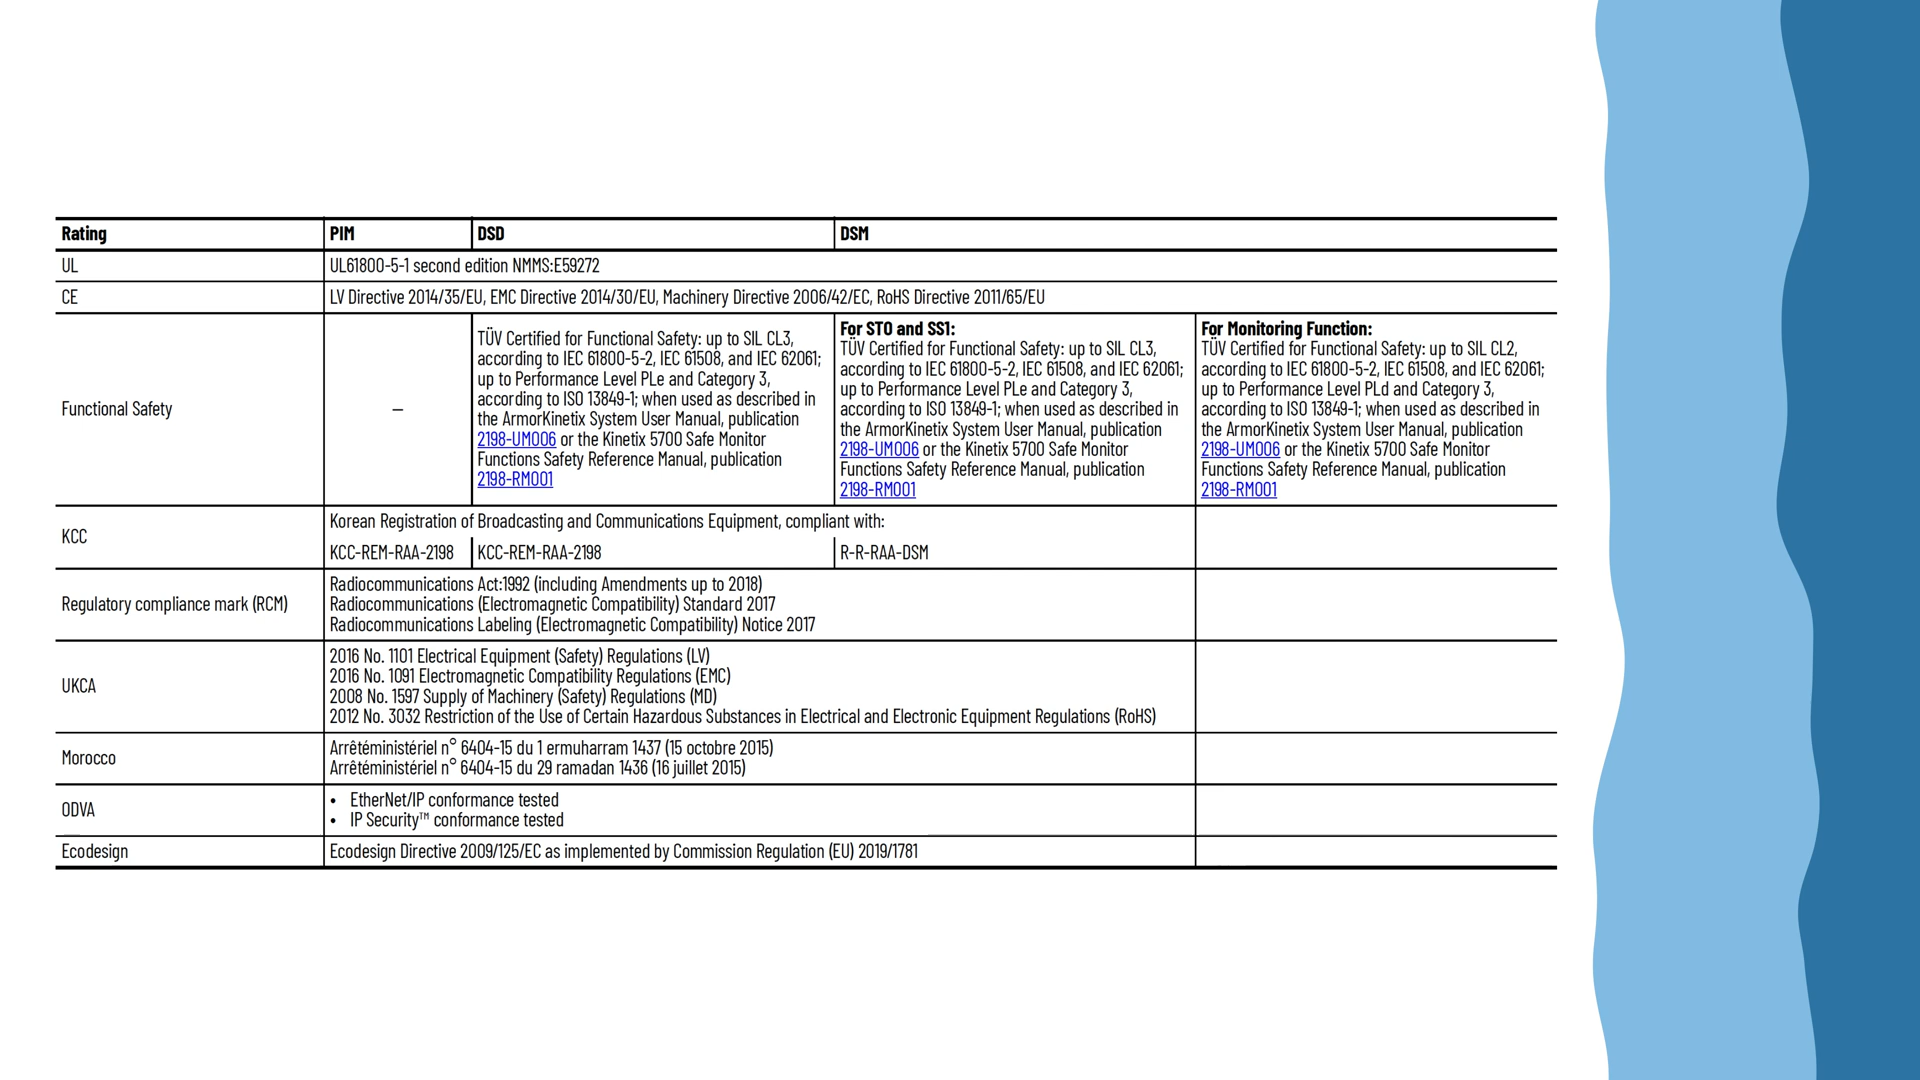 Rating PIM DSD DSM
UL UL61800-5-1 second edition NMMS:E59272
CE LV Directive 2014/35/EU, EMC Directive 2014/30/EU, Machinery Directive 2006/42/EC, RoHS Directive 2011/65/EU
Functional Safety
–
TÜV Certified for Functional Safety: up to SIL CL3,
according to IEC 61800-5-2, IEC 61508, and IEC 62061;
up to Performance Level PLe and Category 3,
according to ISO 13849-1; when used as described in
the ArmorKinetix System User Manual, publication
2198-UM006 or the Kinetix 5700 Safe Monitor
Functions Safety Reference Manual, publication
2198-RM001
For STO and SS1:
TÜV Certified for Functional Safety: up to SIL CL3,
according to IEC 61800-5-2, IEC 61508, and IEC 62061;
up to Performance Level PLe and Category 3,
according to ISO 13849-1; when used as described in
the ArmorKinetix System User Manual, publication
2198-UM006 or the Kinetix 5700 Safe Monitor
Functions Safety Reference Manual, publication
2198-RM001
For Monitoring Function:
TÜV Certified for Functional Safety: up to SIL CL2,
according to IEC 61800-5-2, IEC 61508, and IEC 62061;
up to Performance Level PLd and Category 3,
according to ISO 13849-1; when used as described in
the ArmorKinetix System User Manual, publication
2198-UM006 or the Kinetix 5700 Safe Monitor
Functions Safety Reference Manual, publication
2198-RM001
KCC
Korean Registration of Broadcasting and Communications Equipment, compliant with:
KCC-REM-RAA-2198 KCC-REM-RAA-2198 R-R-RAA-DSM
Regulatory compliance mark (RCM)
Radiocommunications Act:1992 (including Amendments up to 2018)
Radiocommunications (Electromagnetic Compatibility) Standard 2017
Radiocommunications Labeling (Electromagnetic Compatibility) Notice 2017
UKCA
2016 No. 1101 Electrical Equipment (Safety) Regulations (LV)
2016 No. 1091 Electromagnetic Compatibility Regulations (EMC)
2008 No. 1597 Supply of Machinery (Safety) Regulations (MD)
2012 No. 3032 Restriction of the Use of Certain Hazardous Substances in Electrical and Electronic Equipment Regulations (RoHS)
Morocco
Arrêtéministériel n° 6404-15 du 1 ermuharram 1437 (15 octobre 2015)
Arrêtéministériel n° 6404-15 du 29 ramadan 1436 (16 juillet 2015)
ODVA
• EtherNet/IP conformance tested
• IP Security™ conformance tested
Ecodesign Ecodesign Directive 2009/125/EC as implemented by Commission Regulation (EU) 2019/1781